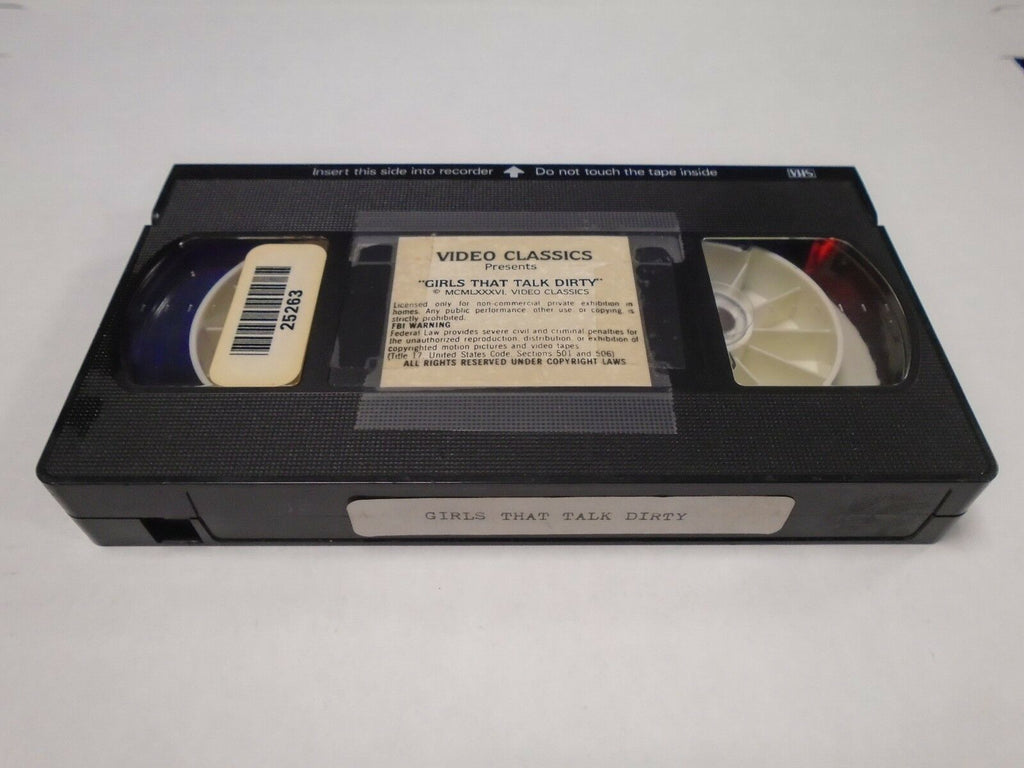 Insert this side into recorder Do not touch the tape inside VHS
25263
VIDEO CLASSICS
Presents
"GIRLS THAT TALK DIRTY"
© MCMLXXXVI, VIDEO CLASSICS
Licensed only for non-commercial private exhibition in
homes. Any public performance, other use, or copying is
strictly prohibited.
FBI WARNING
Federal Law provides severe civil and criminal penalties for
the unauthorized reproduction, distribution, or exhibition of
copyrighted motion pictures and video tapes.
(Title 17, United States Code, Sections 501 and 506)
ALL RIGHTS RESERVED UNDER COPYRIGHT LAWS
GIRLS THAT TALK DIRTY